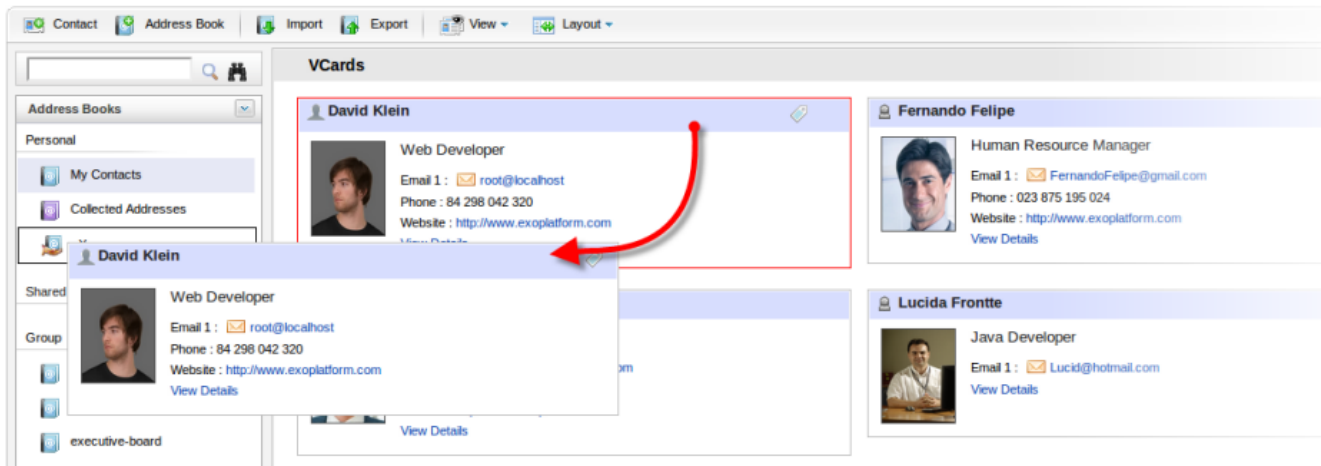 Contact Address Book Import Export View Layout
VCards
Address Books
Personal
My Contacts
Collected Addresses
Shared
Group
executive-board
David Klein
Web Developer
Email 1 : root@localhost
Phone : 84 298 042 320
Website : http://www.exoplatform.com
View Details
Fernando Felipe
Human Resource Manager
Email 1 : FernandoFelipe@gmail.com
Phone : 023 875 195 024
Website : http://www.exoplatform.com
View Details
David Klein
Web Developer
Email 1 : root@localhost
Phone : 84 298 042 320
Website : http://www.exoplatform.com
View Details
om
View Details
Lucida Frontte
Java Developer
Email 1 : Lucid@hotmail.com
View Details